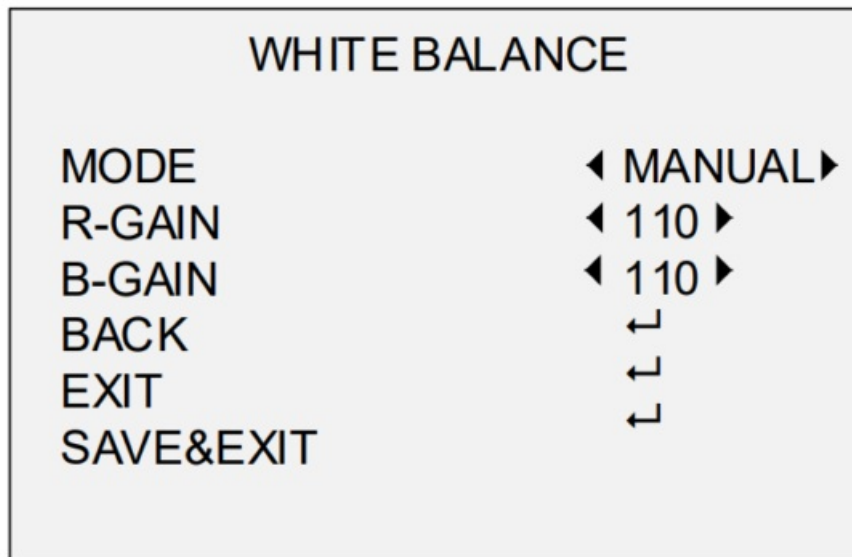 WHITE BALANCE
MODE ◀ MANUAL▶
R-GAIN ◀ 110 ▶
B-GAIN ◀ 110 ▶
BACK ↵
EXIT ↵
SAVE&EXIT ↵